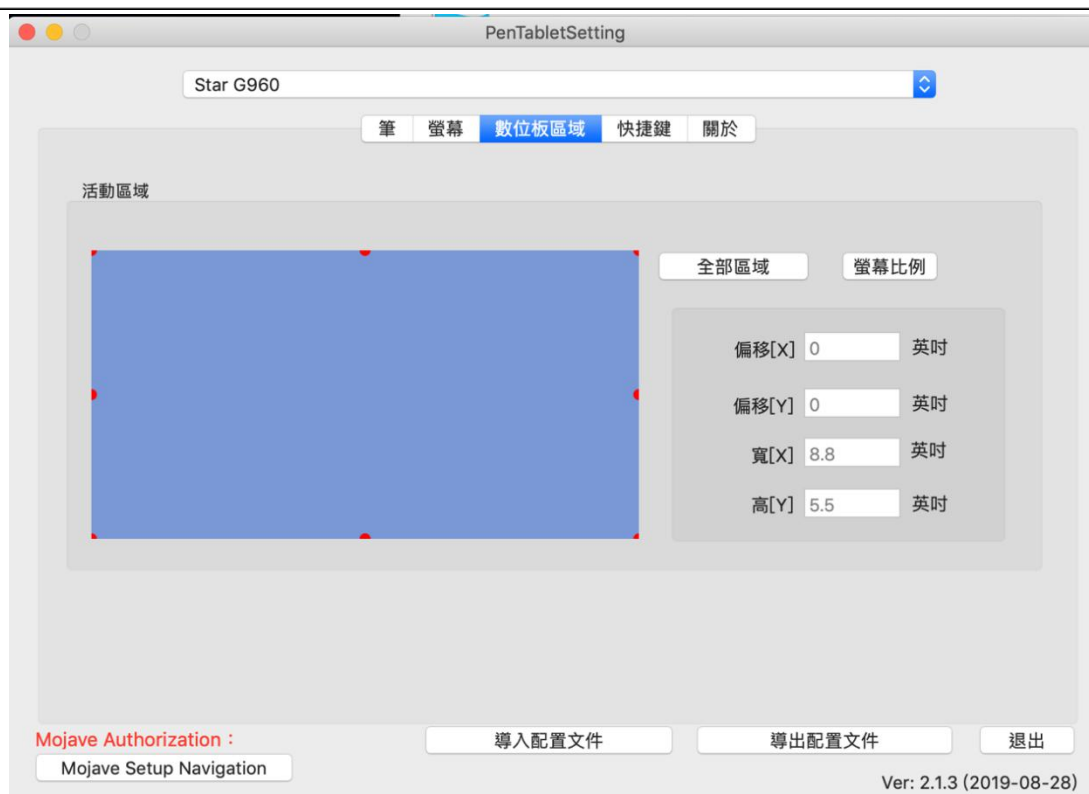 PenTabletSetting
Star G960
筆 螢幕 數位板區域 快捷鍵 關於
活動區域
全部區域 螢幕比例
偏移[X] 0 英吋
偏移[Y] 0 英吋
寬[X] 8.8 英吋
高[Y] 5.5 英吋
Mojave Authorization：
導入配置文件 導出配置文件 退出
Mojave Setup Navigation
Ver: 2.1.3 (2019-08-28)